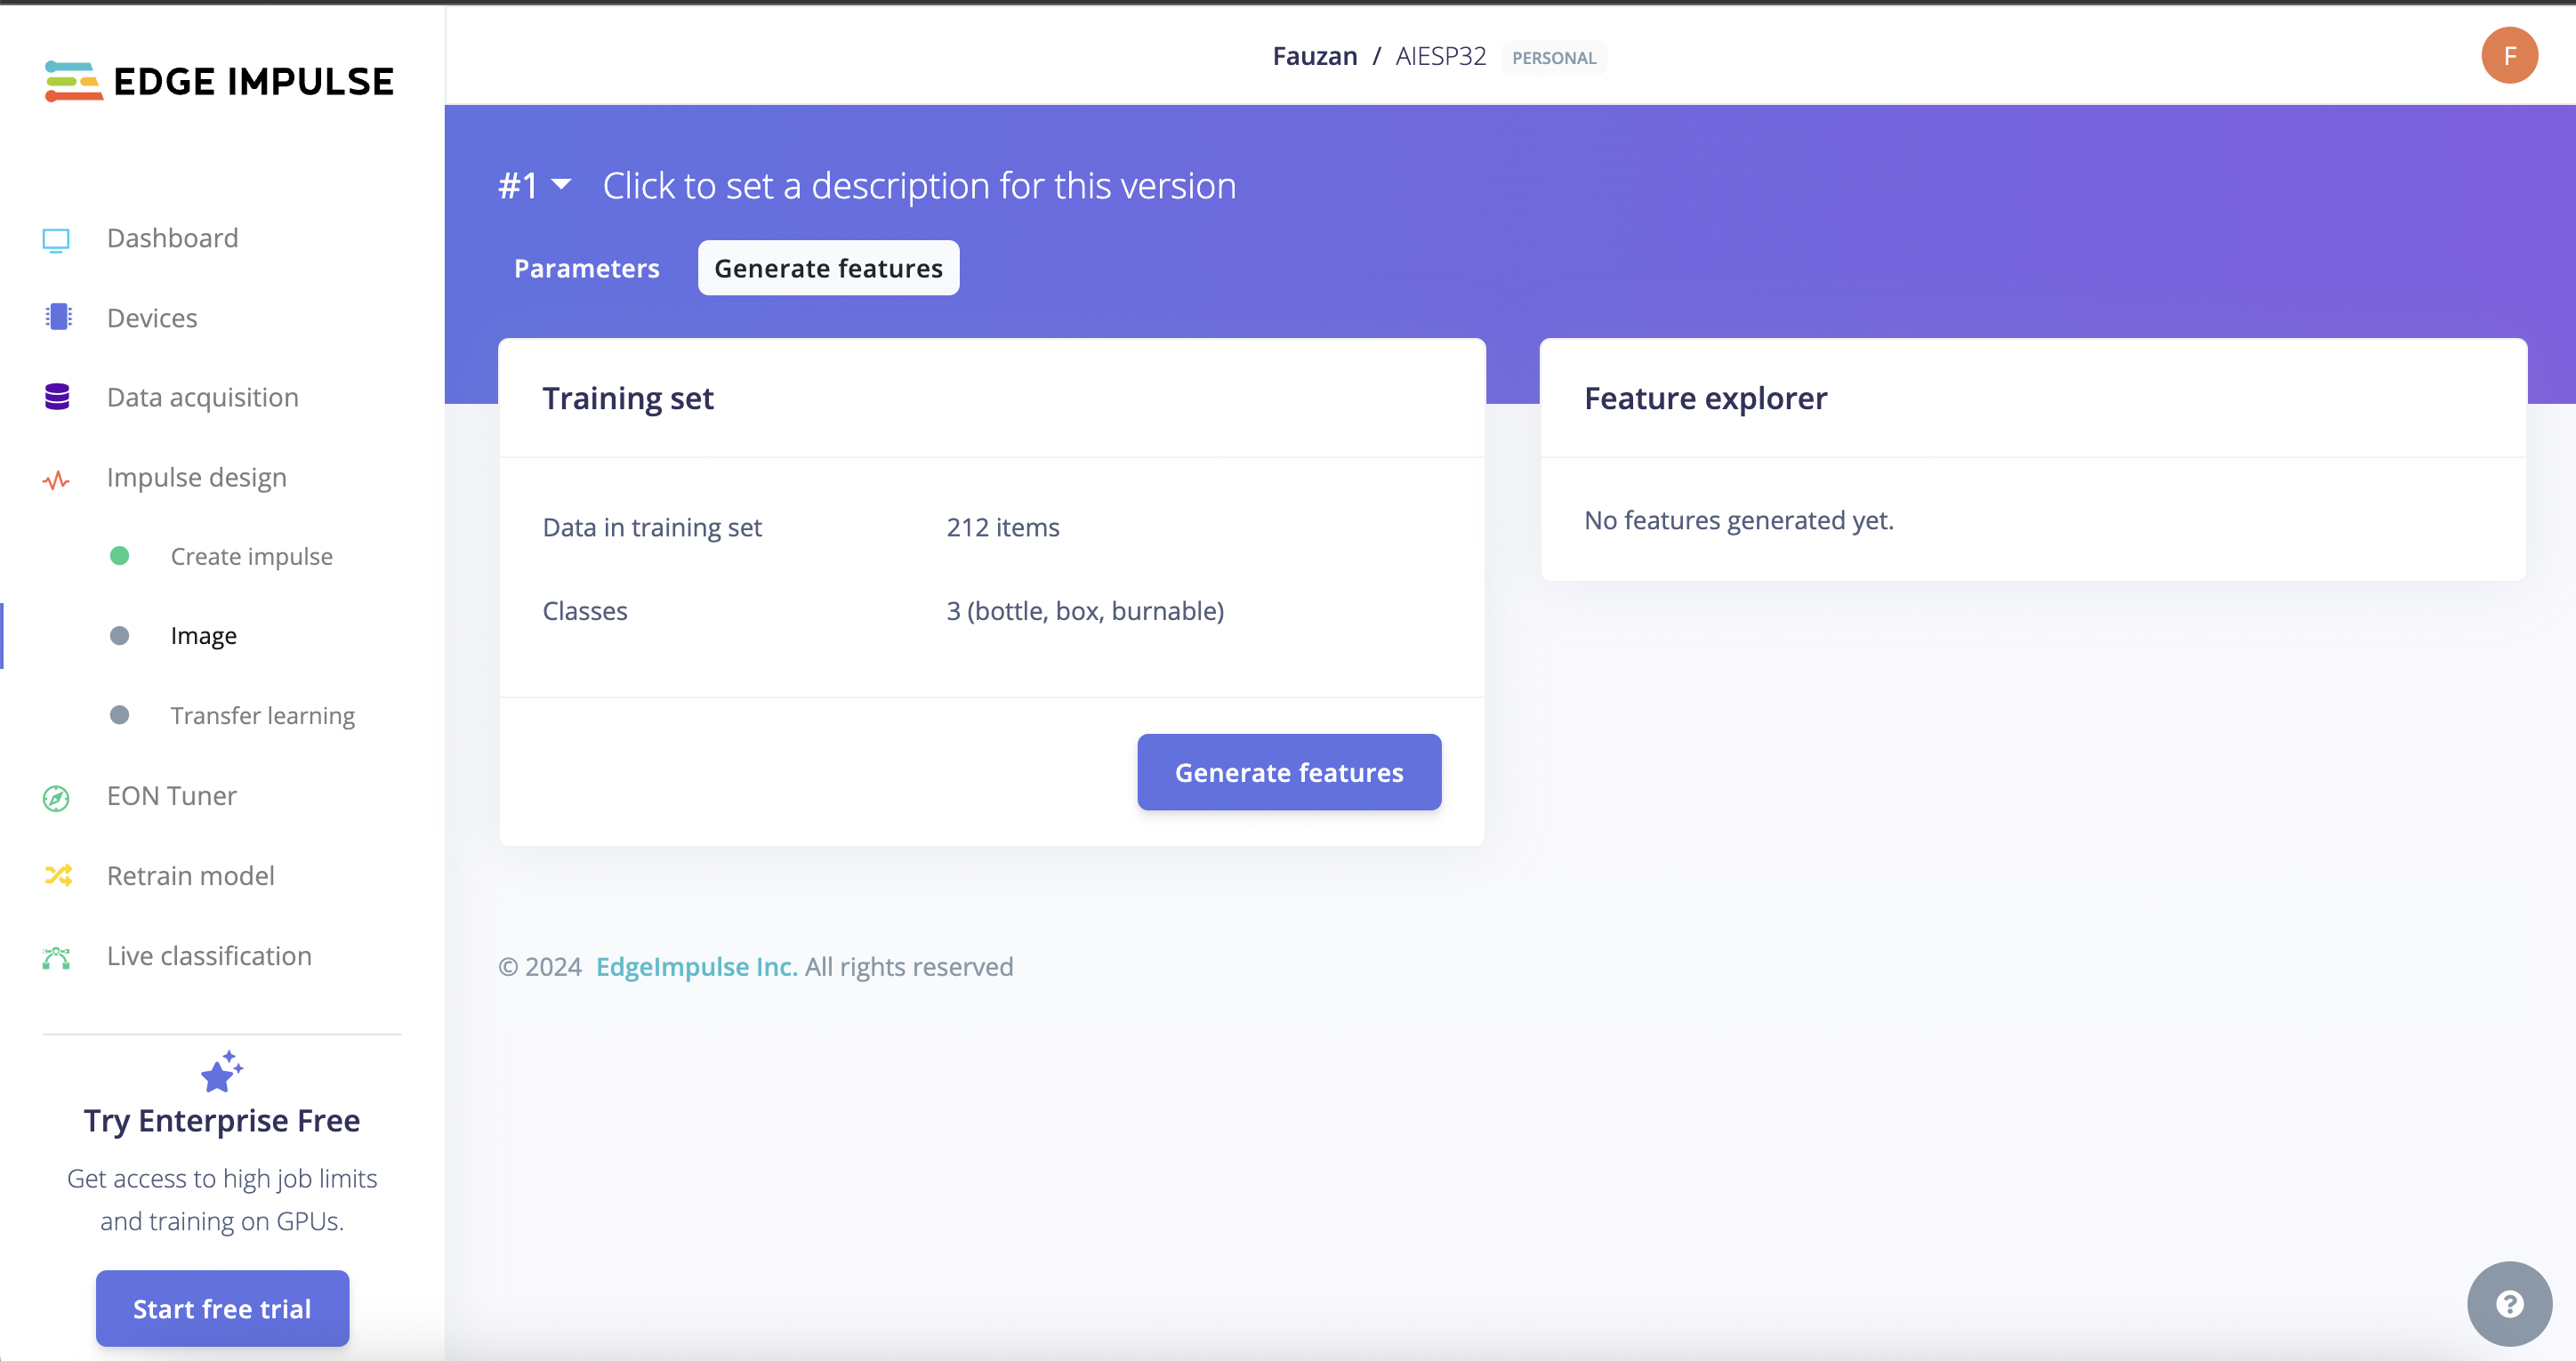 EDGE IMPULSE
Fauzan / AIESP32 PERSONAL
F
Dashboard
Devices
Data acquisition
Impulse design
Create impulse
Image
Transfer learning
EON Tuner
Retrain model
Live classification
Try Enterprise Free
Get access to high job limits
and training on GPUs.
Start free trial
#1 Click to set a description for this version
Parameters Generate features
Training set
Data in training set 212 items
Classes 3 (bottle, box, burnable)
Generate features
Feature explorer
No features generated yet.
© 2024 EdgeImpulse Inc. All rights reserved
?